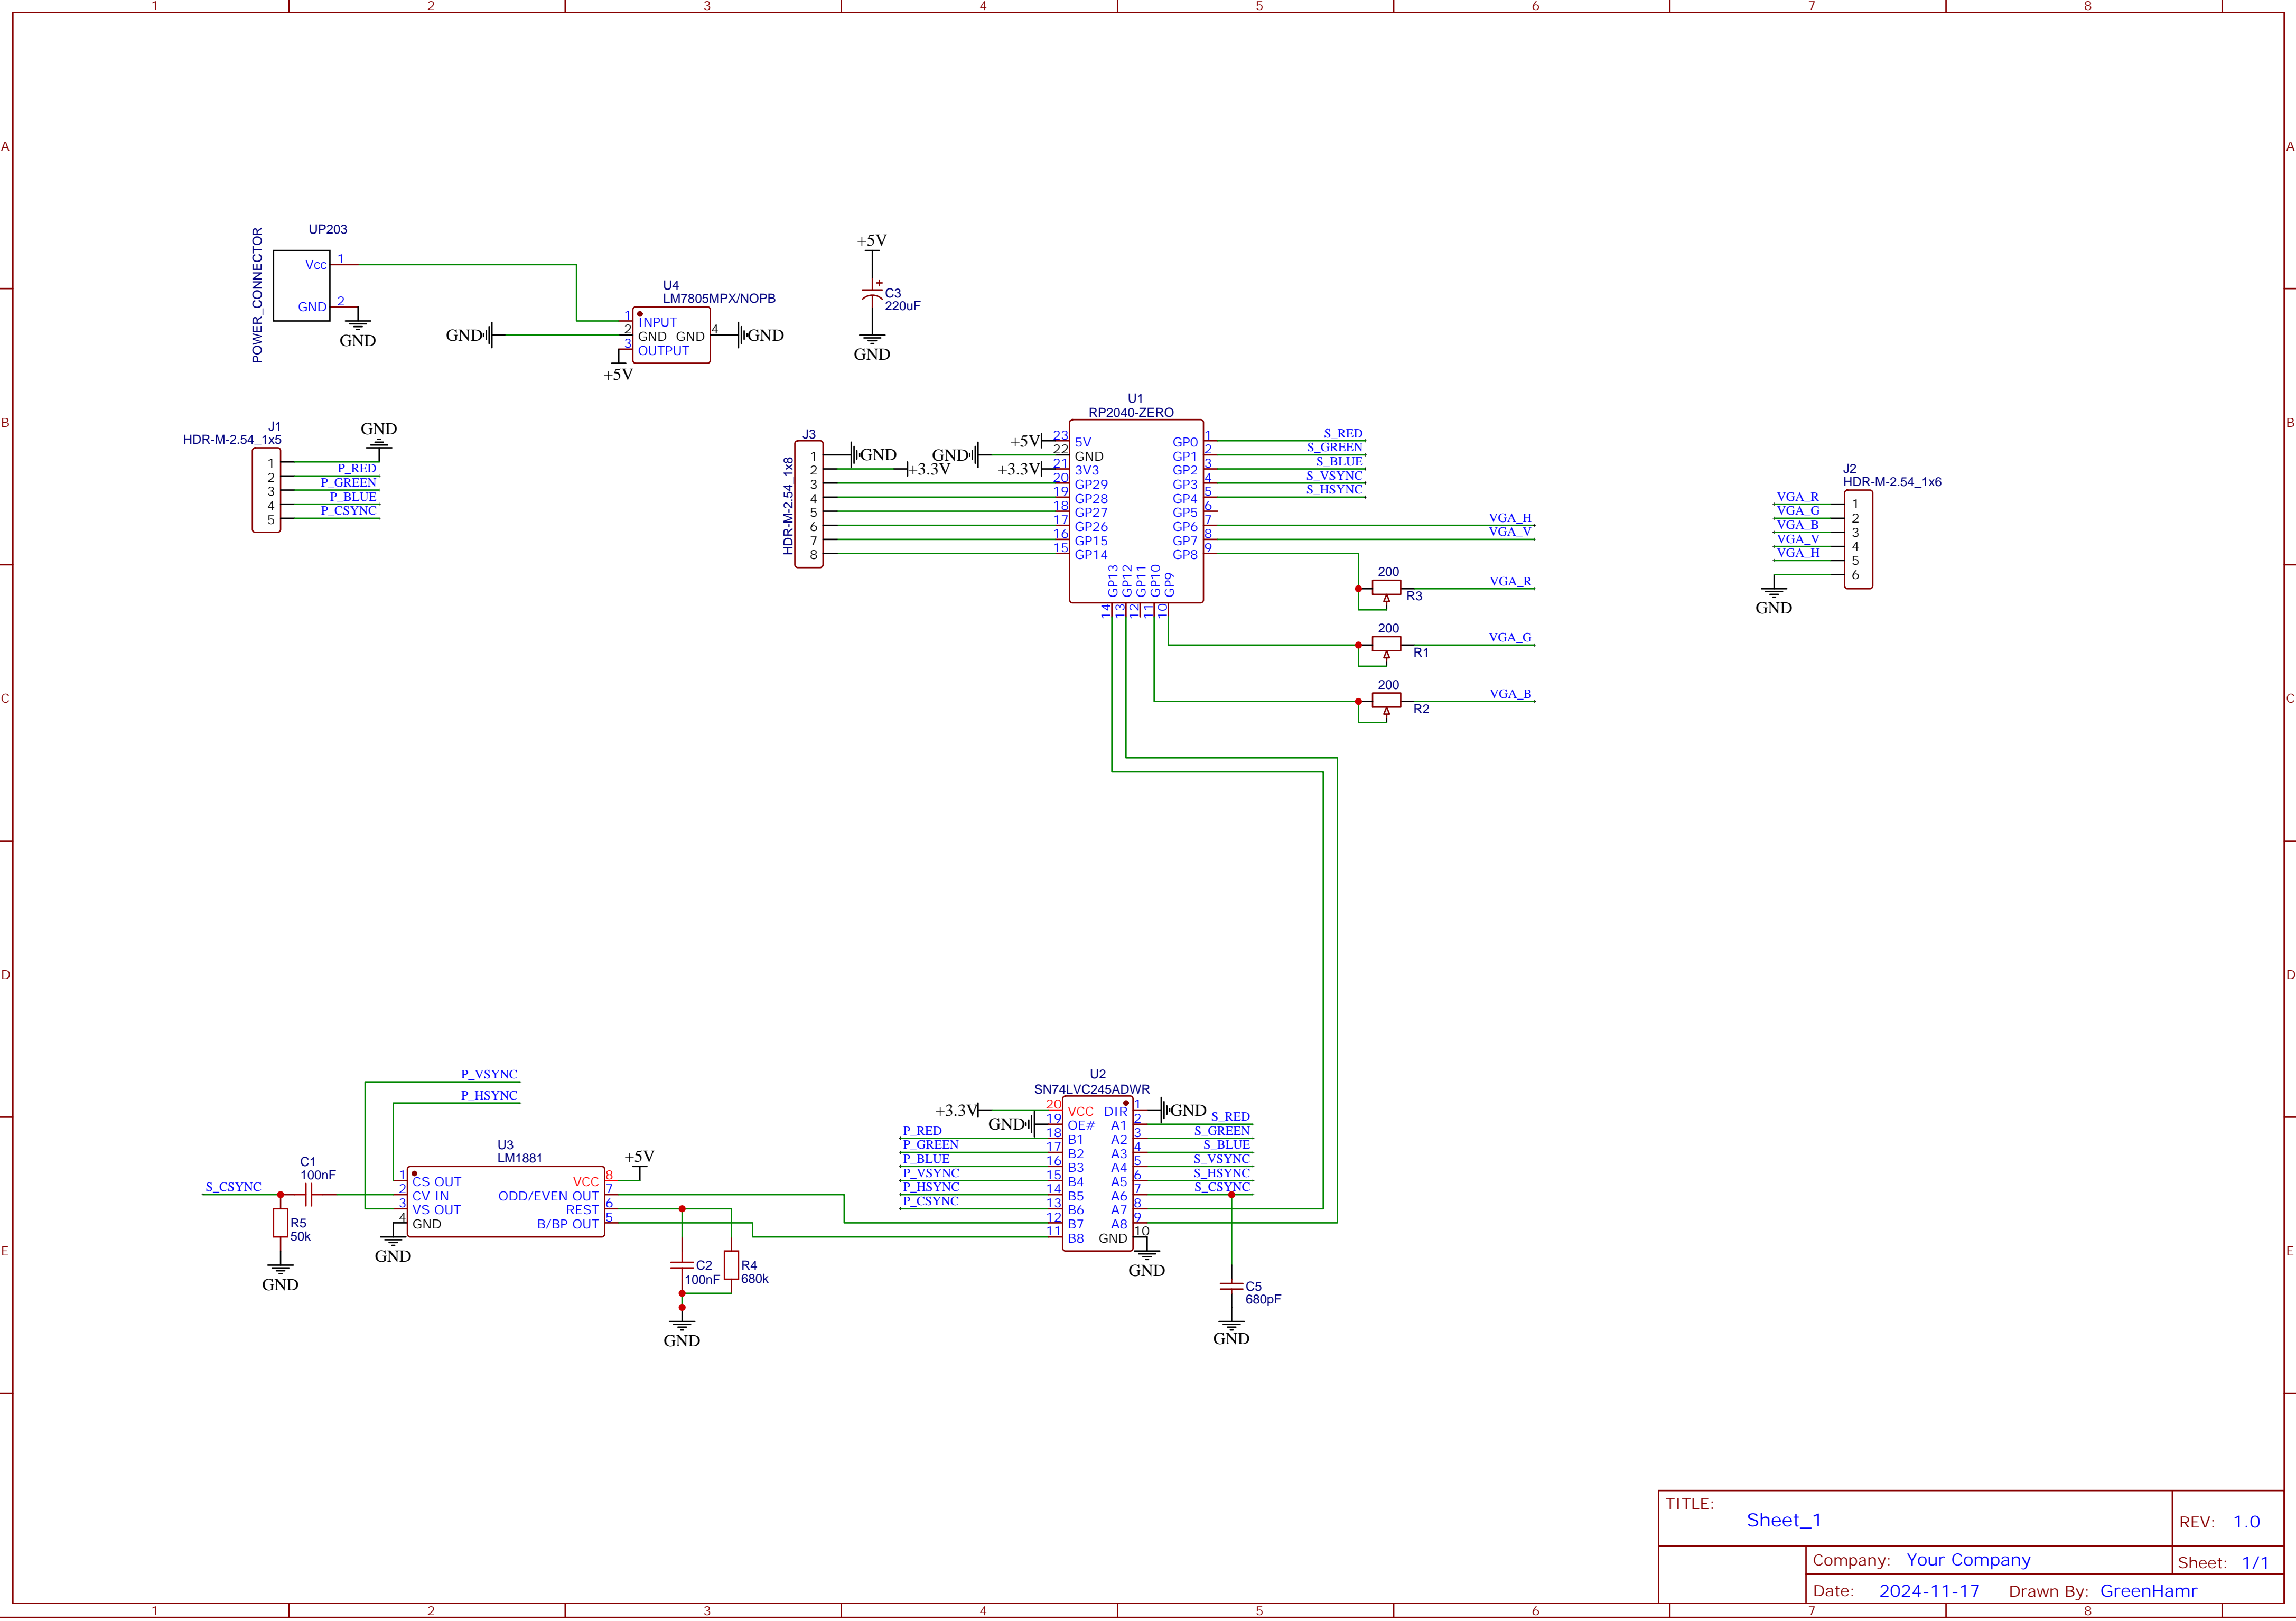 1 2 3 4 5 6 7 8
A A
B B
C C
D D
E E
UP203
POWER_CONNECTOR
Vcc 1
GND 2
GND
U4
LM7805MPX/NOPB
1 INPUT
GND 2 GND GND 4 GND
3 OUTPUT
+5V
+5V
+
C3
220uF
GND
J1
HDR-M-2.54_1x5
GND
1
2 P_RED
3 P_GREEN
4 P_BLUE
5 P_CSYNC
J3
HDR-M-2.54_1x8
1 GND
2 +3.3V
3
4
5
6
7
8
U1
RP2040-ZERO
+5V 23 5V GP0 1 S_RED
GND 22 GND GP1 2 S_GREEN
+3.3V 21 3V3 GP2 3 S_BLUE
20 GP29 GP3 4 S_VSYNC
19 GP28 GP4 5 S_HSYNC
18 GP27 GP5 6
17 GP26 GP6 7 VGA_H
16 GP15 GP7 8 VGA_V
15 GP14 GP8 9
GP13 GP12 GP11 GP10 GP9
14 13 12 11 10
200
R3
VGA_R
200
R1
VGA_G
200
R2
VGA_B
J2
HDR-M-2.54_1x6
VGA_R 1
VGA_G 2
VGA_B 3
VGA_V 4
VGA_H 5
6
GND
P_VSYNC
P_HSYNC
U3
LM1881
+5V
C1
100nF
S_CSYNC
R5
50k
GND
1 CS OUT VCC 8
2 CV IN ODD/EVEN OUT 7
3 VS OUT REST 6
4 GND B/BP OUT 5
GND
C2
100nF
R4
680k
GND
U2
SN74LVC245ADWR
+3.3V 20 VCC DIR 1 GND
GND 19 OE# A1 2 S_RED
P_RED 18 B1 A2 3 S_GREEN
P_GREEN 17 B2 A3 4 S_BLUE
P_BLUE 16 B3 A4 5 S_VSYNC
P_VSYNC 15 B4 A5 6 S_HSYNC
P_HSYNC 14 B5 A6 7 S_CSYNC
P_CSYNC 13 B6 A7 8
12 B7 A8 9
11 B8 GND 10
GND
C5
680pF
GND
TITLE:
Sheet_1
REV: 1.0
Company: Your Company
Sheet: 1/1
Date: 2024-11-17 Drawn By: GreenHamr
1 2 3 4 5 6 7 8